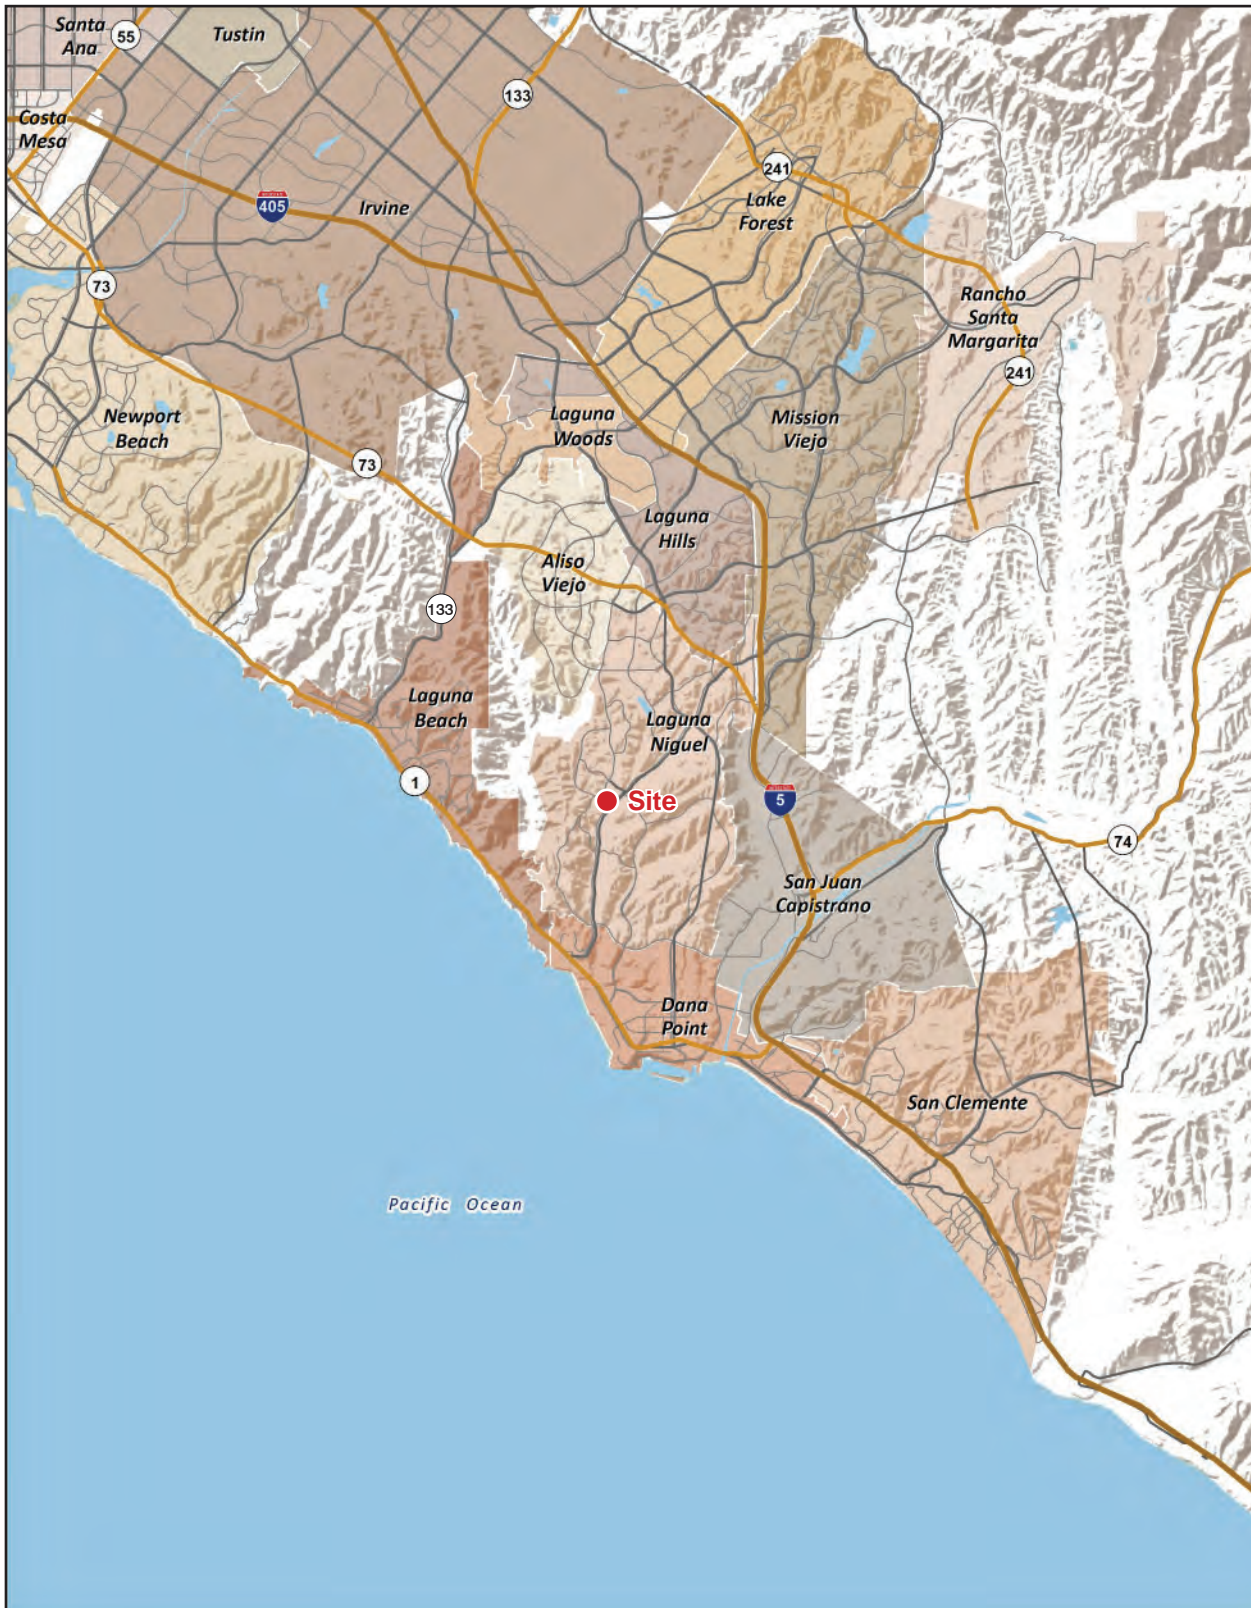 Santa
Ana
55
Tustin
133
Costa
Mesa
241
Lake
Forest
405
Irvine
73
Rancho
Santa
Margarita
241
Newport
Beach
Laguna
Woods
Mission
Viejo
73
Laguna
Hills
Aliso
Viejo
133
Laguna
Beach
Laguna
Niguel
1
Site
5
74
San Juan
Capistrano
Dana
Point
San Clemente
Pacific Ocean